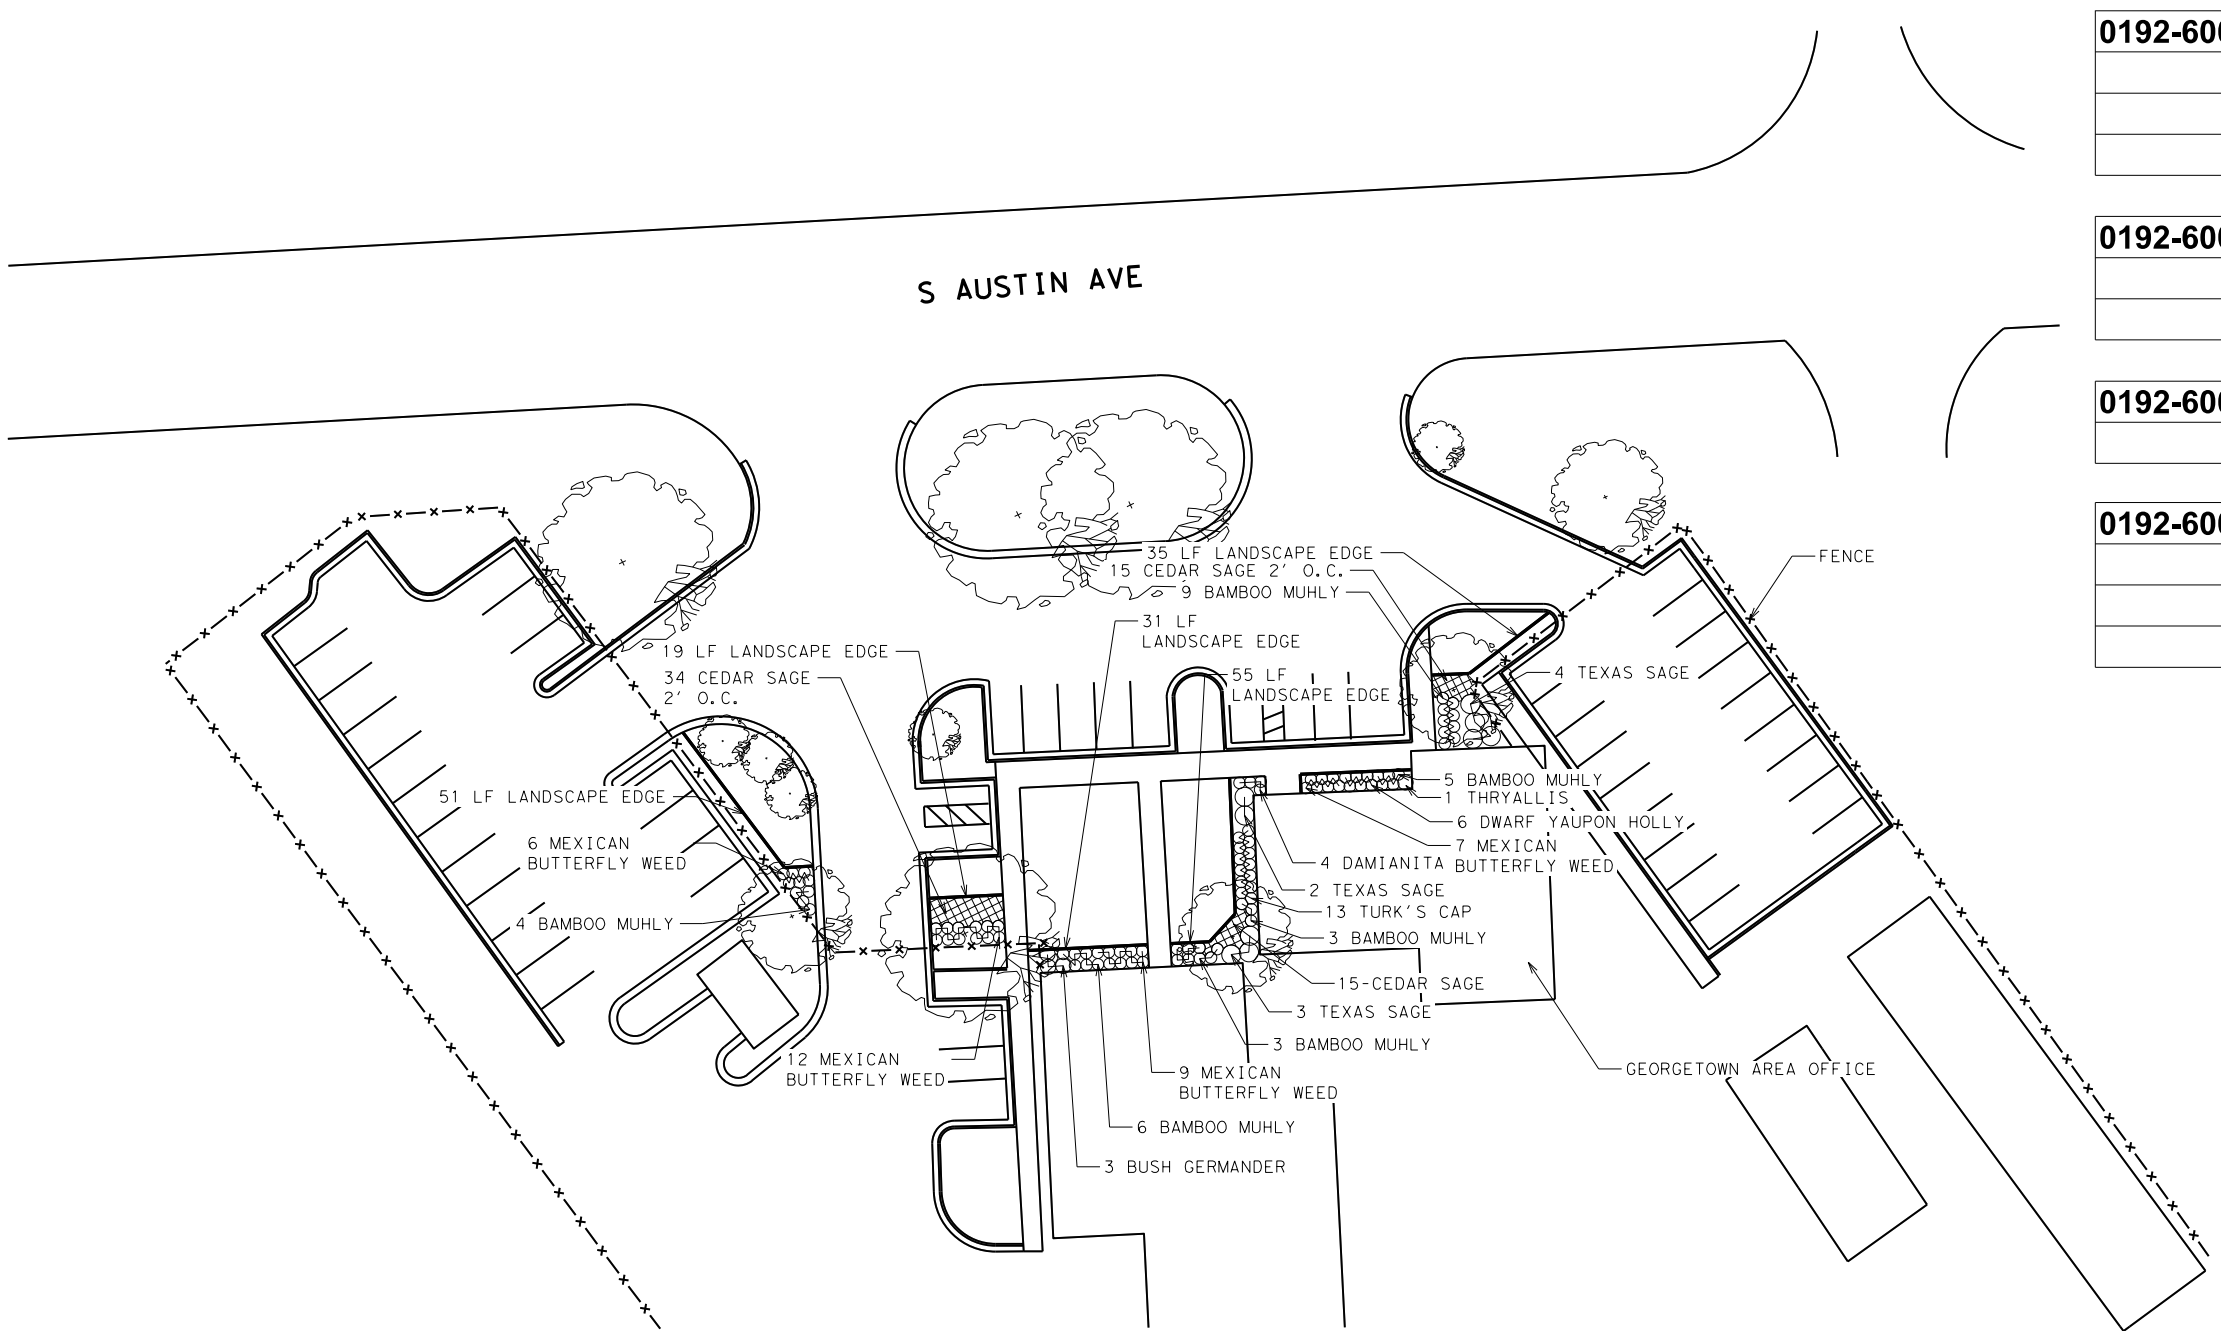 0192-600
0192-600
0192-600
0192-600
S AUSTIN AVE
35 LF LANDSCAPE EDGE
15 CEDAR SAGE 2' O.C.
9 BAMBOO MUHLY
FENCE
31 LF
LANDSCAPE EDGE
19 LF LANDSCAPE EDGE
34 CEDAR SAGE
2' O.C.
55 LF
LANDSCAPE EDGE
4 TEXAS SAGE
51 LF LANDSCAPE EDGE
6 MEXICAN
BUTTERFLY WEED
4 BAMBOO MUHLY
5 BAMBOO MUHLY
1 THRYALLIS
6 DWARF YAUPON HOLLY
7 MEXICAN
BUTTERFLY WEED
4 DAMIANITA
2 TEXAS SAGE
13 TURK'S CAP
3 BAMBOO MUHLY
15-CEDAR SAGE
3 TEXAS SAGE
3 BAMBOO MUHLY
12 MEXICAN
BUTTERFLY WEED
9 MEXICAN
BUTTERFLY WEED
GEORGETOWN AREA OFFICE
6 BAMBOO MUHLY
3 BUSH GERMANDER